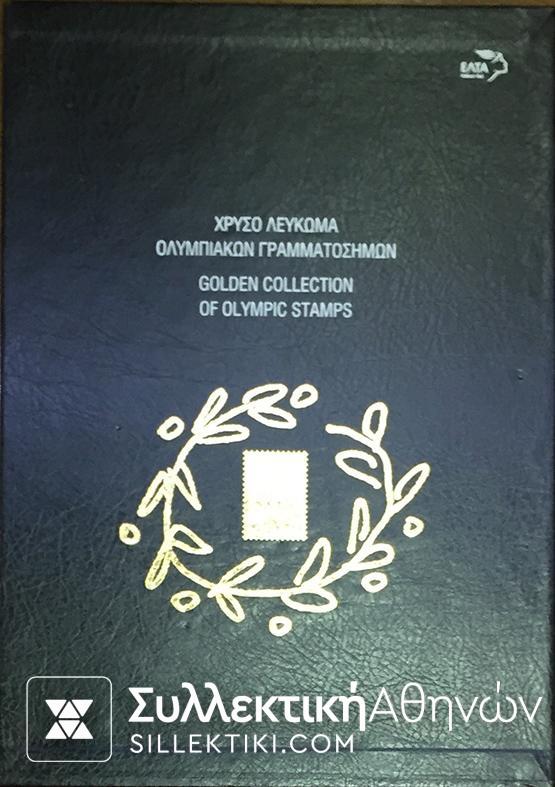 ΕΛΤΑ
ΧΡΥΣΟ ΛΕΥΚΩΜΑ
ΟΛΥΜΠΙΑΚΩΝ ΓΡΑΜΜΑΤΟΣΗΜΩΝ
GOLDEN COLLECTION
OF OLYMPIC STAMPS
ΣυλλεκτικήΑθηνών
SILLEKTIKI.COM